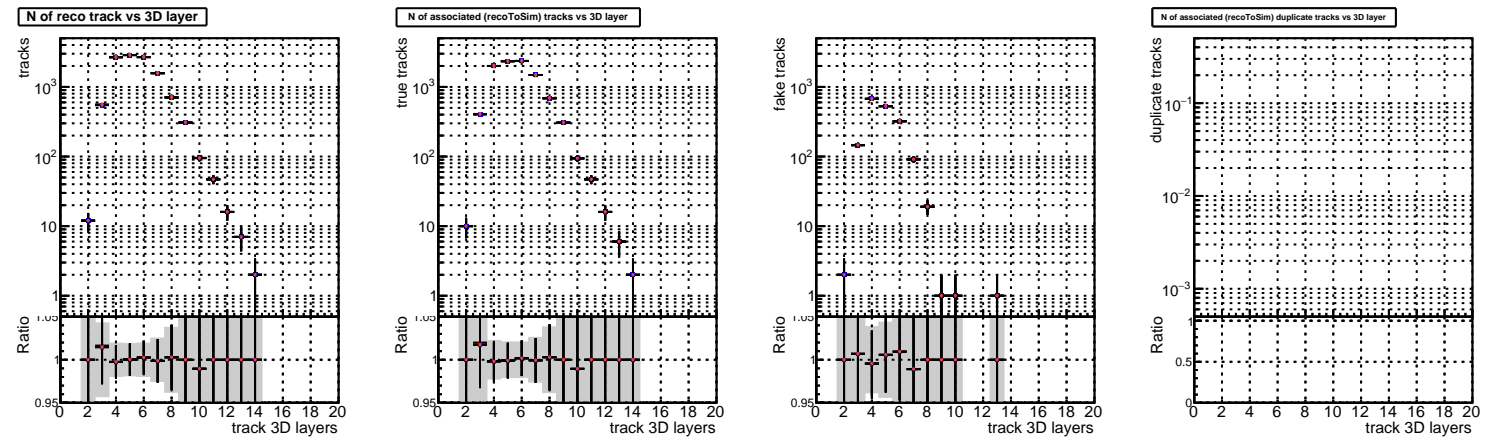 N of reco track vs 3D layer
tracks
10³
10²
10
1
Ratio
1.05
1
0.95
0 2 4 6 8 10 12 14 16 18 20
track 3D layers
N of associated (recoToSim) tracks vs 3D layer
true tracks
10³
10²
10
1
Ratio
1.05
1
0.95
0 2 4 6 8 10 12 14 16 18 20
track 3D layers
fake tracks
10³
10²
10
1
Ratio
1.05
1
0.95
0 2 4 6 8 10 12 14 16 18 20
track 3D layers
N of associated (recoToSim) duplicate tracks vs 3D layer
duplicate tracks
10⁻¹
10⁻²
10⁻³
Ratio
1
0.5
0
0 2 4 6 8 10 12 14 16 18 20
track 3D layers